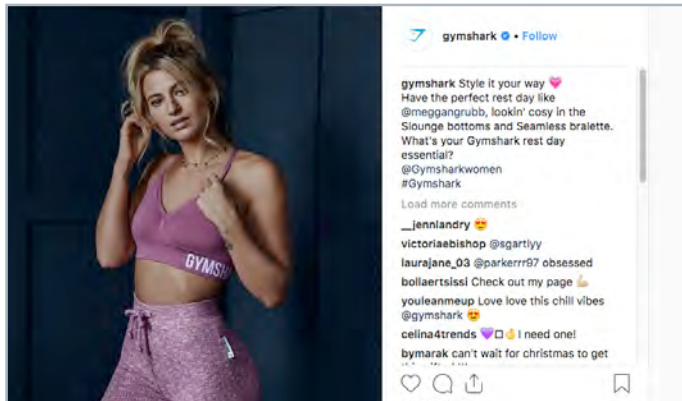 gymshark • Follow
gymshark Style it your way 💗
Have the perfect rest day like
@meggangrubb, lookin' cosy in the
Slounge bottoms and Seamless bralette.
What's your Gymshark rest day
essential?
@Gymsharkwomen
#Gymshark
Load more comments
__jennlandry 😍
victoriaebishop @sgartiyy
laurajane_03 @parkerrr97 obsessed
bollaertsissi Check out my page 💪🏼
youleanmeup Love love this chill vibes
@gymshark 😍
celina4trends 💜□👌I need one!
bymarak can't wait for christmas to get
GYMSH